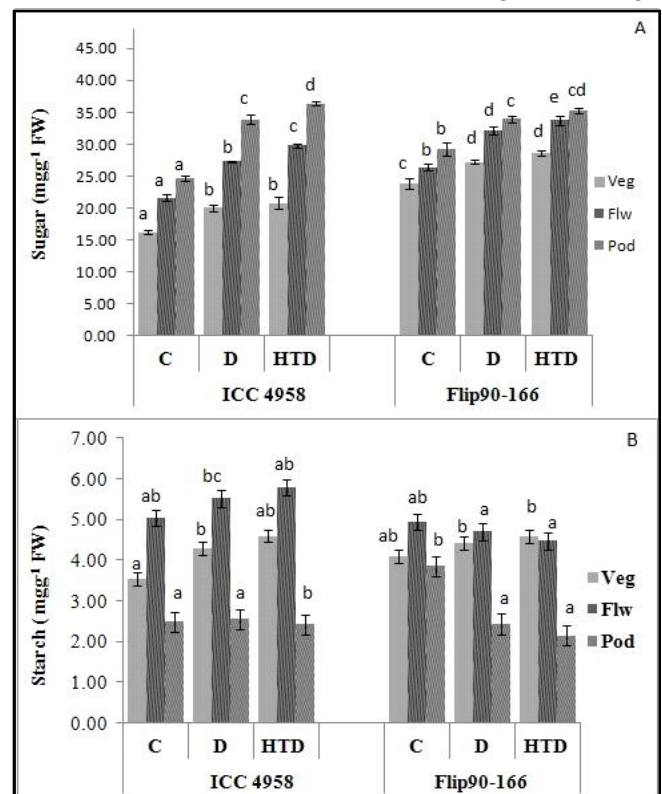 A
45.00
40.00
35.00
30.00
25.00
20.00
15.00
10.00
5.00
0.00
Sugar (mgg⁻¹ FW)
a a a
b b c
b c d
c b b
d d c
d e cd
Veg
Flw
Pod
C D HTD C D HTD
ICC 4958 Flip90-166
B
7.00
6.00
5.00
4.00
3.00
2.00
1.00
0.00
Starch ( mgg⁻¹ FW)
a ab a
b bc a
ab ab b
ab ab b
b a a
b a a
Veg
Flw
Pod
C D HTD C D HTD
ICC 4958 Flip90-166